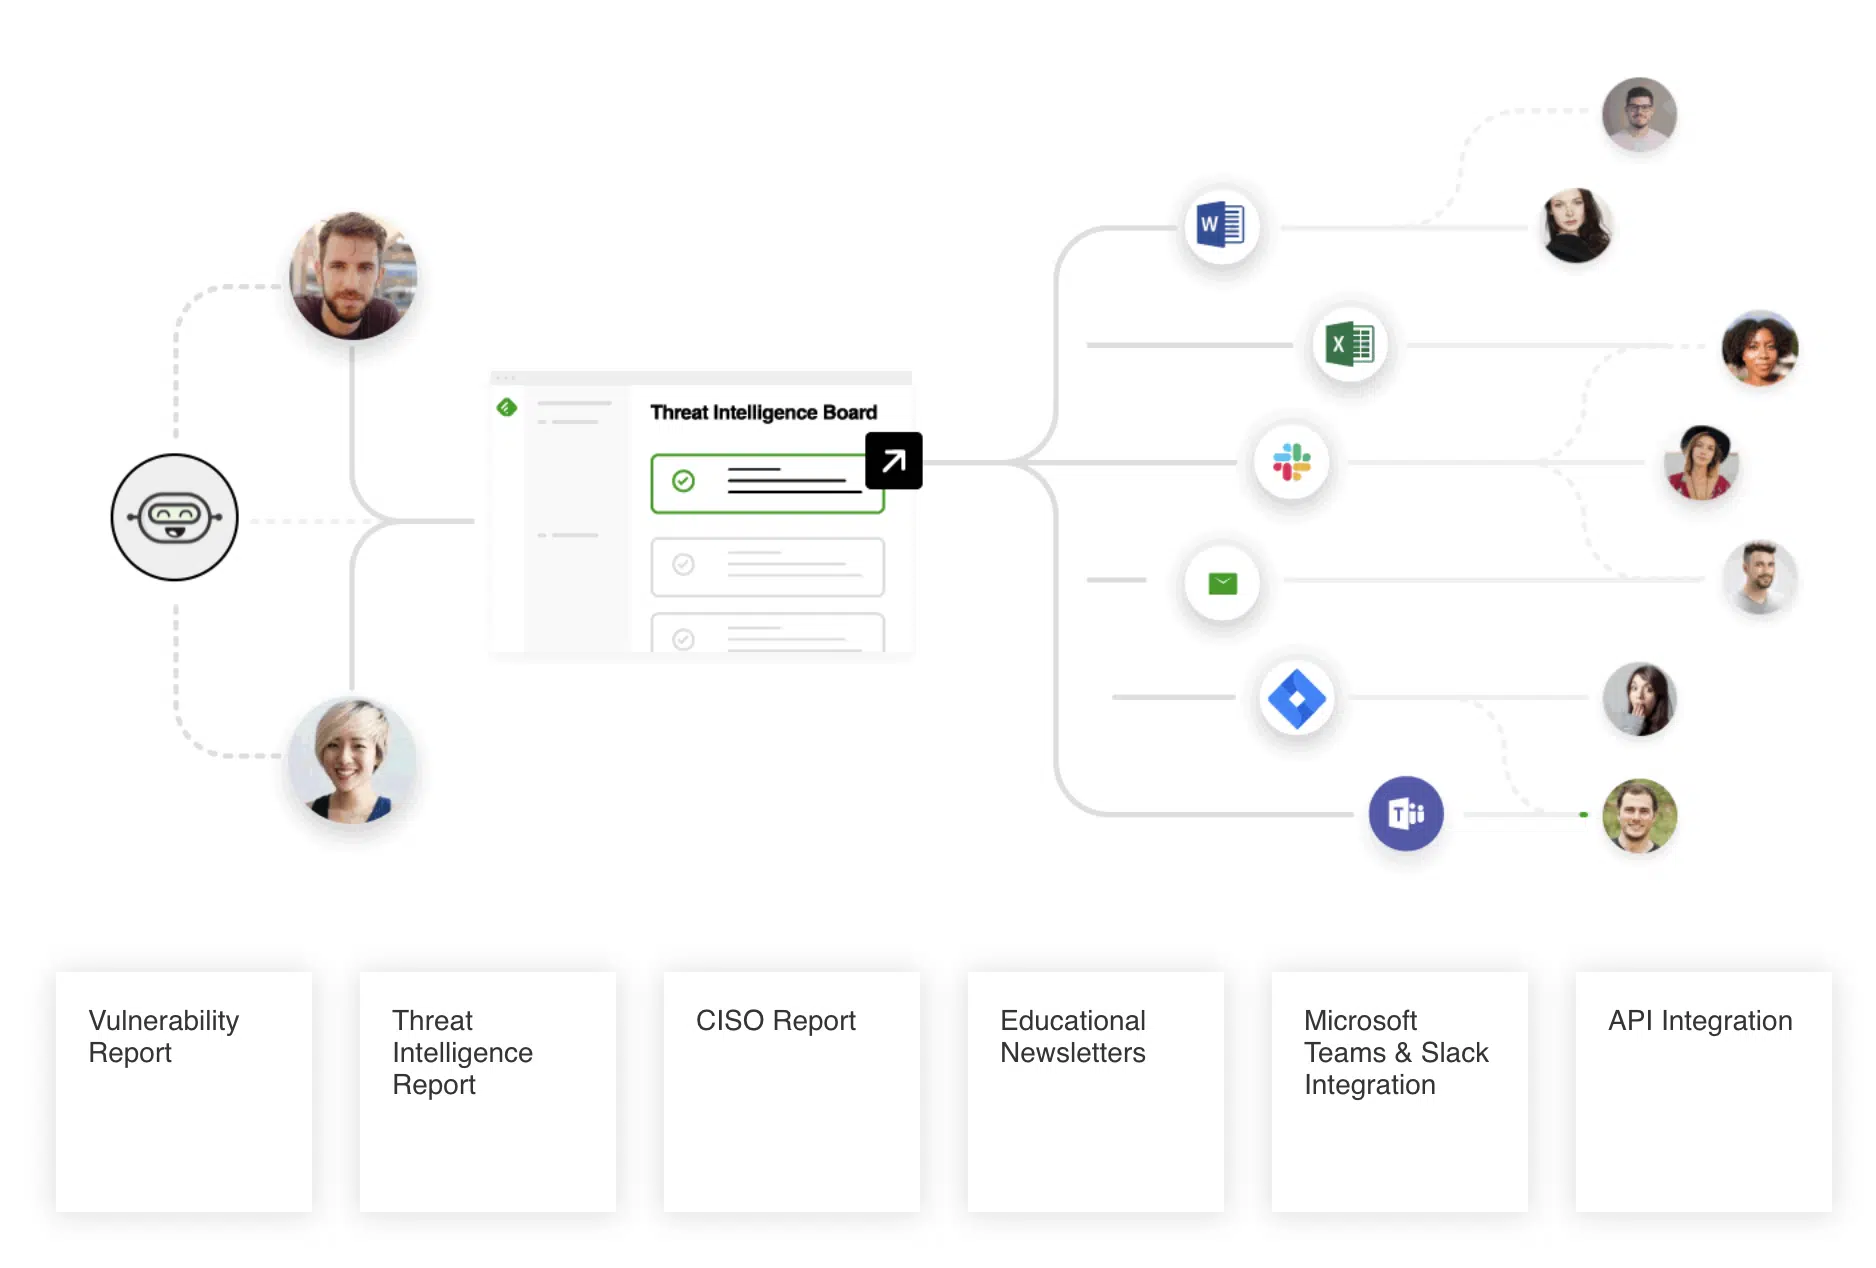 Threat Intelligence Board
W
X
T
Vulnerability
Report
Threat
Intelligence
Report
CISO Report
Educational
Newsletters
Microsoft
Teams & Slack
Integration
API Integration